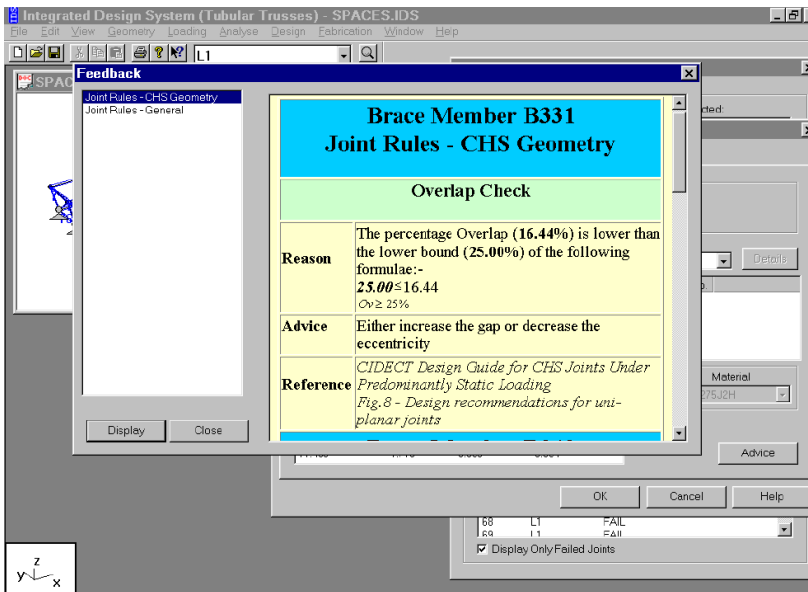 Integrated Design System (Tubular Trusses) - SPACES.IDS
File Edit View Geometry Loading Analyse Design Fabrication Window Help
L1
SPAC
Feedback
Joint Rules - CHS Geometry
Joint Rules - General
Brace Member B331
Joint Rules - CHS Geometry
Overlap Check
Reason
The percentage Overlap (16.44%) is lower than
the lower bound (25.00%) of the following
formulae:-
25.00≤16.44
Ov≥ 25%
Advice
Either increase the gap or decrease the
eccentricity
Reference
CIDECT Design Guide for CHS Joints Under
Predominantly Static Loading
Fig.8 - Design recommendations for uni-
planar joints
Display
Close
cted:
Details
Material
275J2H
Advice
OK
Cancel
Help
68 L1 FAIL
69 L1 FAIL
Display Only Failed Joints
z
y
x